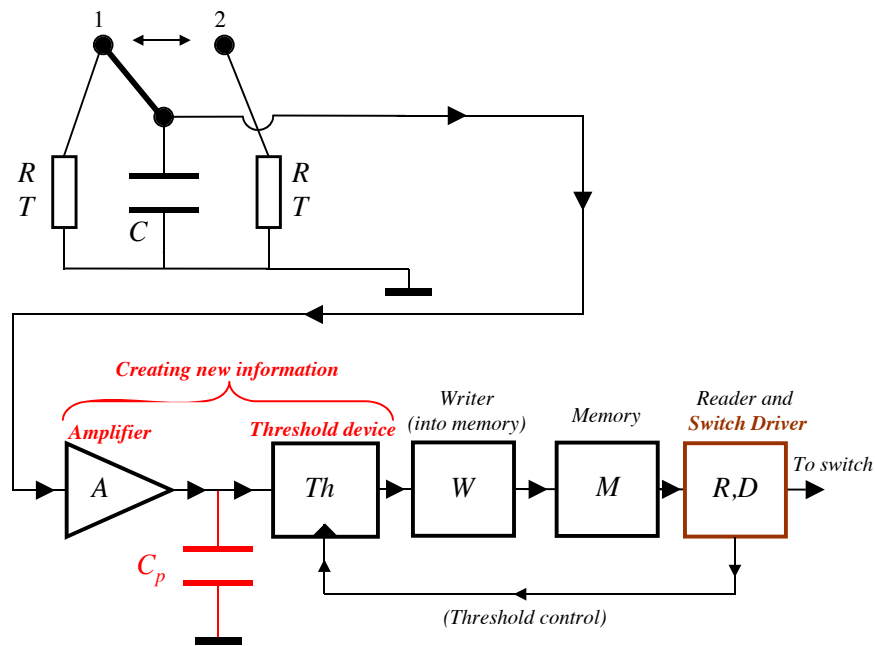 1
2
R
T
C
R
T
Creating new information
Amplifier
Threshold device
Writer
(into memory)
Memory
Reader and
Switch Driver
A
Th
W
M
R,D
To switch
C_p
(Threshold control)